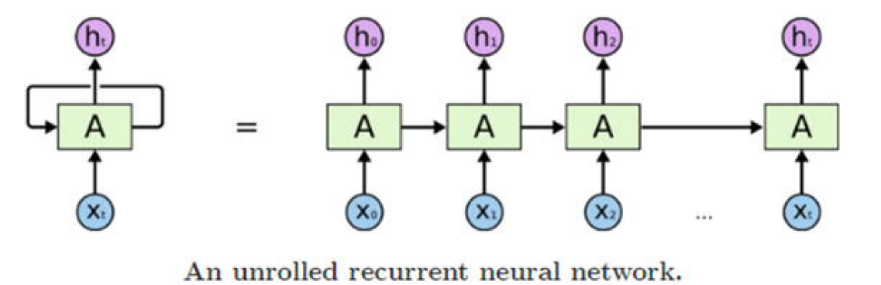 hₜ h₀ h₁ h₂ hₜ
A = A A A A
xₜ x₀ x₁ x₂ ... xₜ
An unrolled recurrent neural network.